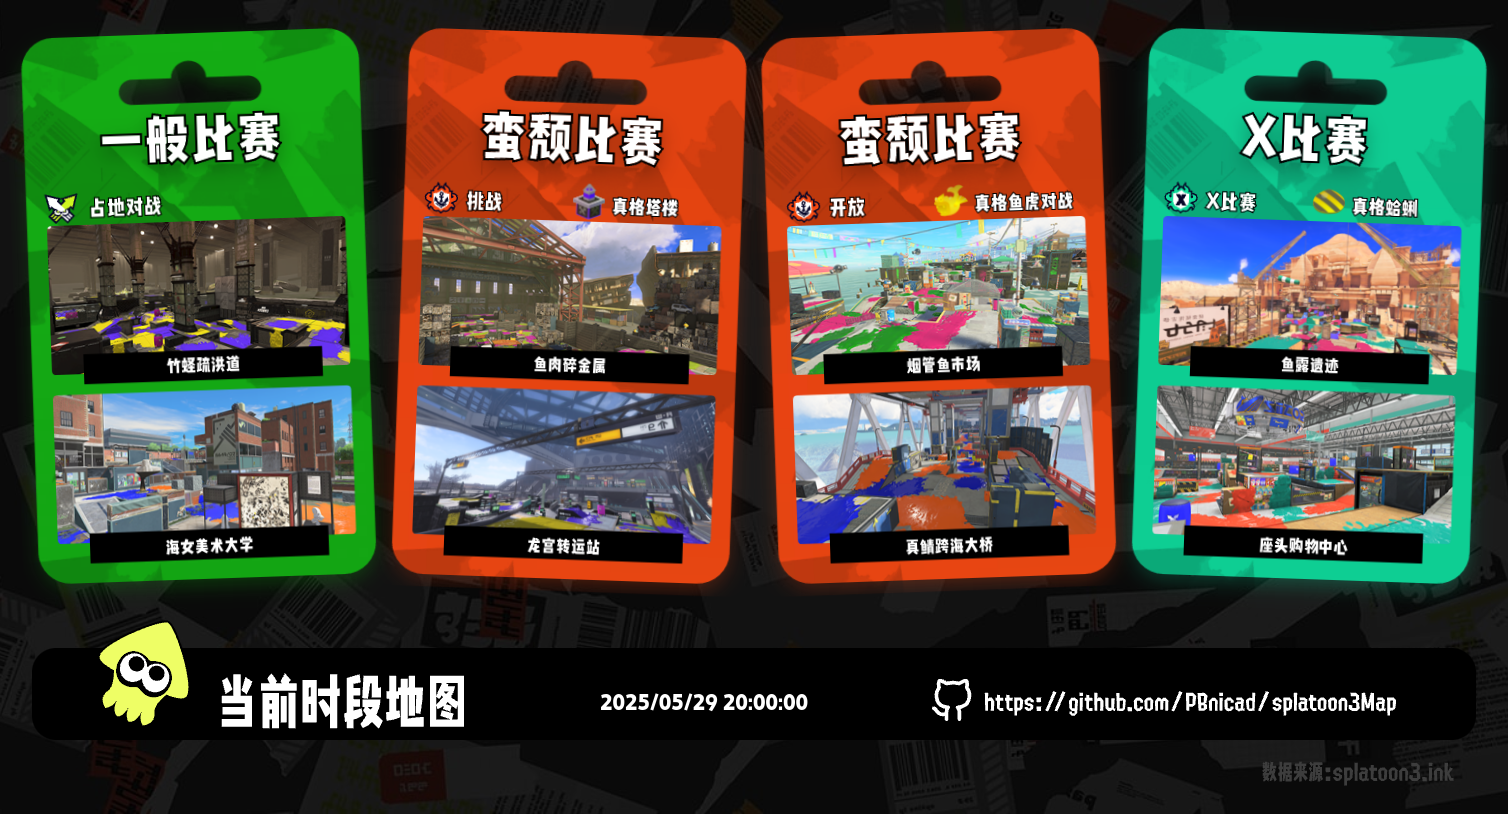 一般比赛
占地对战
竹蛏疏洪道
海女美术大学
蛮颓比赛
挑战
真格塔楼
鱼肉碎金属
龙宫转运站
蛮颓比赛
开放
真格鱼虎对战
烟管鱼市场
真鲭跨海大桥
X比赛
X比赛
真格蛤蜊
鱼露遗迹
座头购物中心
当前时段地图
2025/05/29 20:00:00
https://github.com/PBnicad/splatoon3Map
数据来源:splatoon3.ink